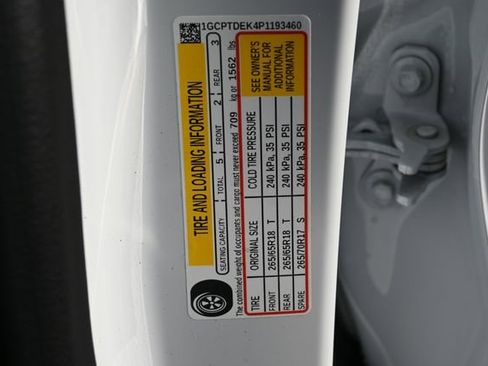 1GCPTDEK4P1193460
TIRE AND LOADING INFORMATION
SEATING CAPACITY TOTAL 5 FRONT 2 REAR 3
The combined weight of occupants and cargo must never exceed 709 kg or 1562 lbs
TIRE ORIGINAL SIZE COLD TIRE PRESSURE
FRONT 265/65R18 T 240 kPa, 35 PSI
REAR 265/65R18 T 240 kPa, 35 PSI
SPARE 265/70R17 S 240 kPa, 35 PSI
SEE OWNER'S
MANUAL FOR
ADDITIONAL
INFORMATION